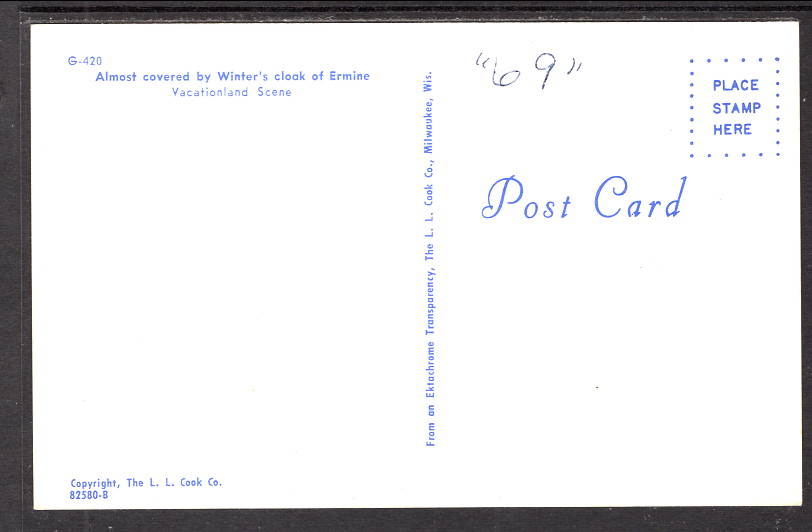 G-420
Almost covered by Winter's cloak of Ermine
Vacationland Scene
Copyright, The L. L. Cook Co.
82580-B
From an Ektachrome Transparency, The L. L. Cook Co., Milwaukee, Wis.
"69"
PLACE
STAMP
HERE
Post Card